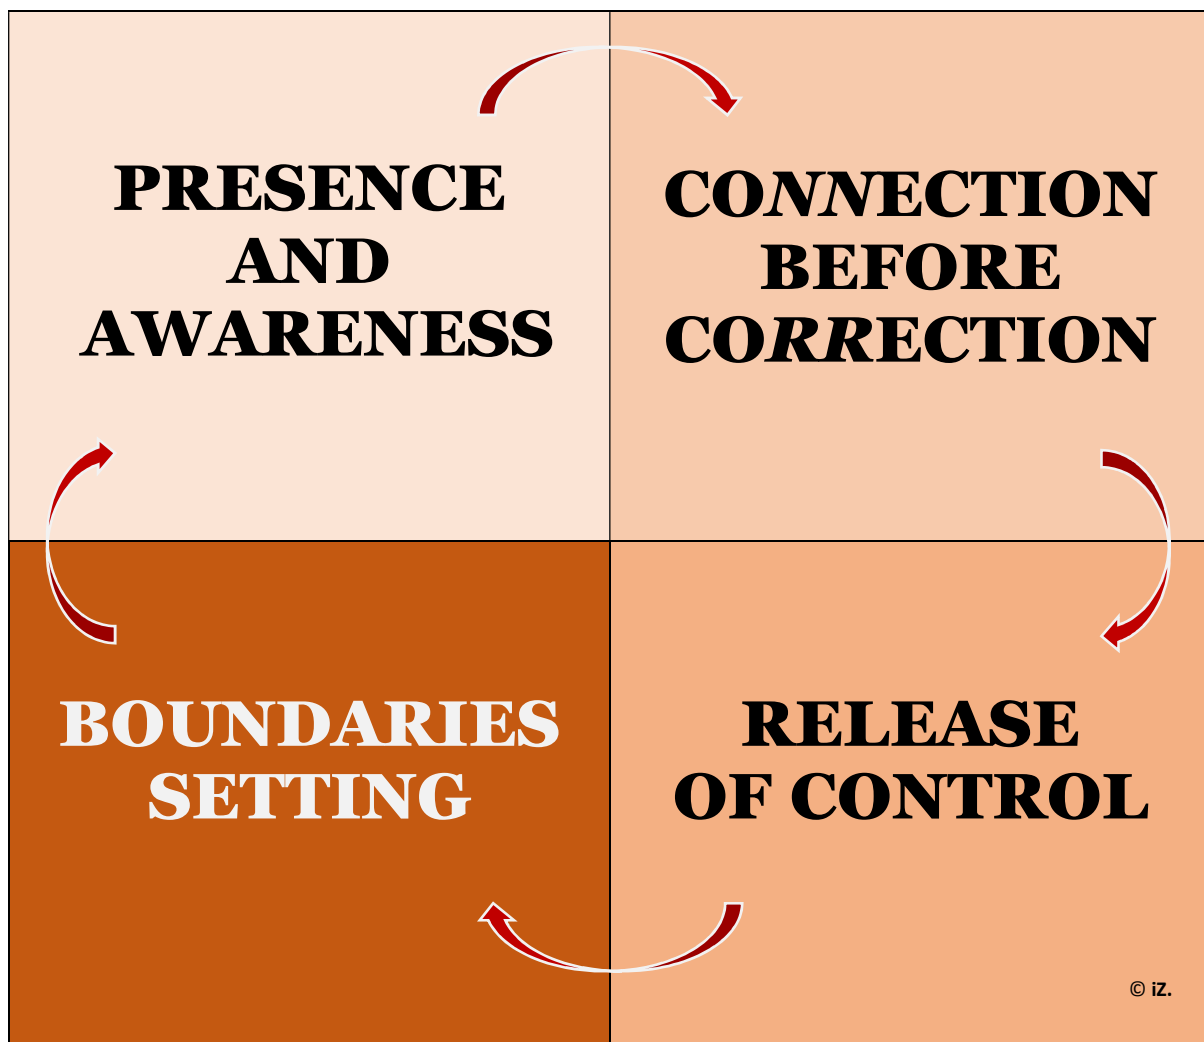 PRESENCE
AND
AWARENESS
CONNECTION
BEFORE
CORRECTION
BOUNDARIES
SETTING
RELEASE
OF CONTROL
© iZ.